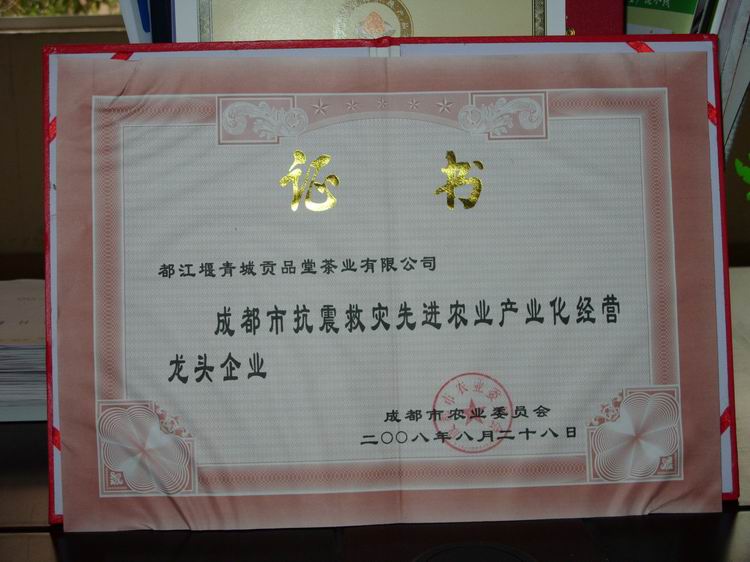 证书
都江堰青城贡品堂茶业有限公司
成都市抗震救灾先进农业产业化经营
龙头企业
成都市农业委员会
二〇〇八年八月二十八日